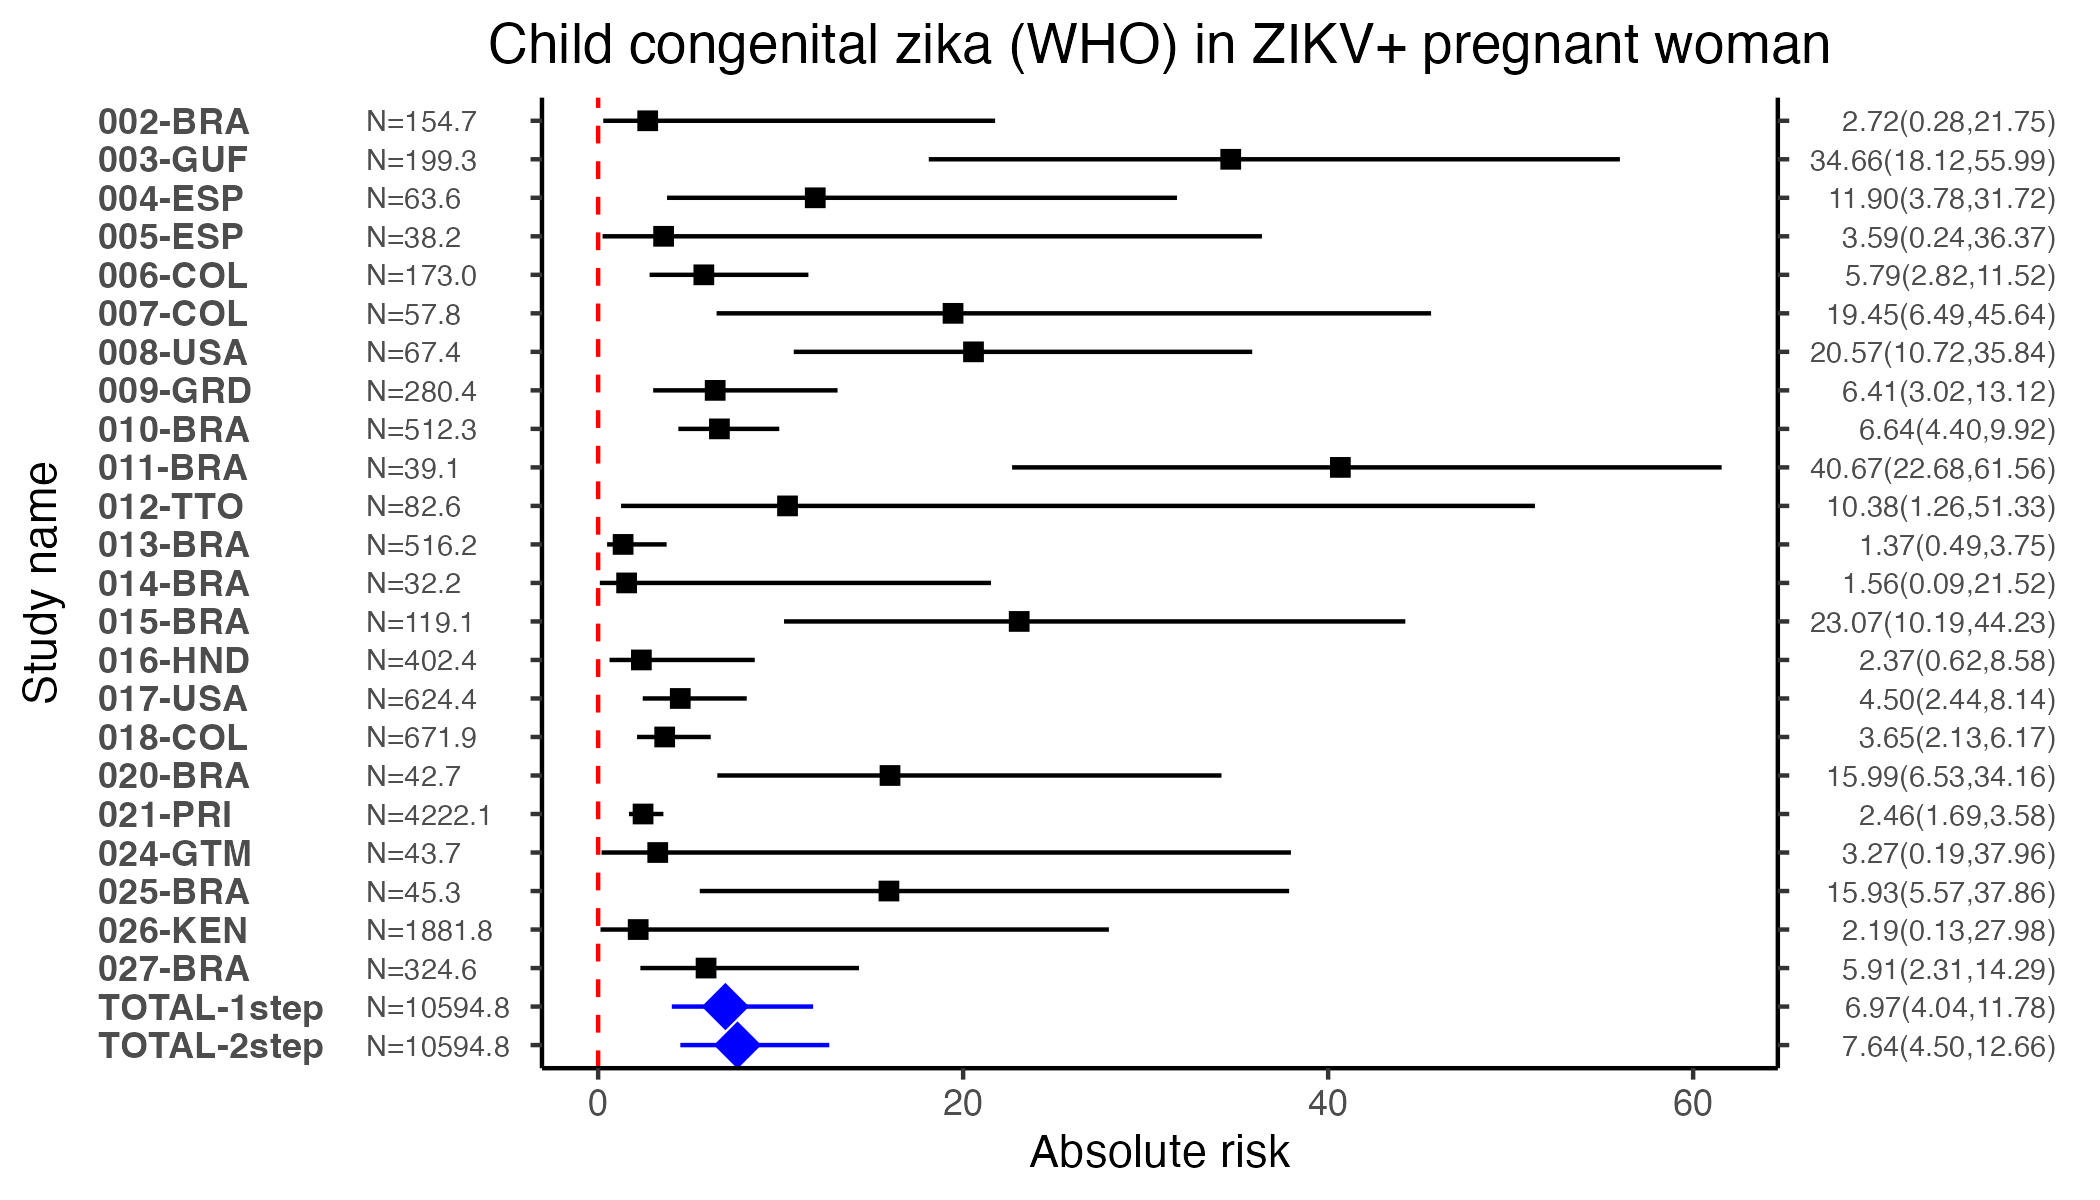 Child congenital zika (WHO) in ZIKV+ pregnant woman
Study name
002-BRA N=154.7 2.72(0.28,21.75)
003-GUF N=199.3 34.66(18.12,55.99)
004-ESP N=63.6 11.90(3.78,31.72)
005-ESP N=38.2 3.59(0.24,36.37)
006-COL N=173.0 5.79(2.82,11.52)
007-COL N=57.8 19.45(6.49,45.64)
008-USA N=67.4 20.57(10.72,35.84)
009-GRD N=280.4 6.41(3.02,13.12)
010-BRA N=512.3 6.64(4.40,9.92)
011-BRA N=39.1 40.67(22.68,61.56)
012-TTO N=82.6 10.38(1.26,51.33)
013-BRA N=516.2 1.37(0.49,3.75)
014-BRA N=32.2 1.56(0.09,21.52)
015-BRA N=119.1 23.07(10.19,44.23)
016-HND N=402.4 2.37(0.62,8.58)
017-USA N=624.4 4.50(2.44,8.14)
018-COL N=671.9 3.65(2.13,6.17)
020-BRA N=42.7 15.99(6.53,34.16)
021-PRI N=4222.1 2.46(1.69,3.58)
024-GTM N=43.7 3.27(0.19,37.96)
025-BRA N=45.3 15.93(5.57,37.86)
026-KEN N=1881.8 2.19(0.13,27.98)
027-BRA N=324.6 5.91(2.31,14.29)
TOTAL-1step N=10594.8 6.97(4.04,11.78)
TOTAL-2step N=10594.8 7.64(4.50,12.66)
0 20 40 60
Absolute risk